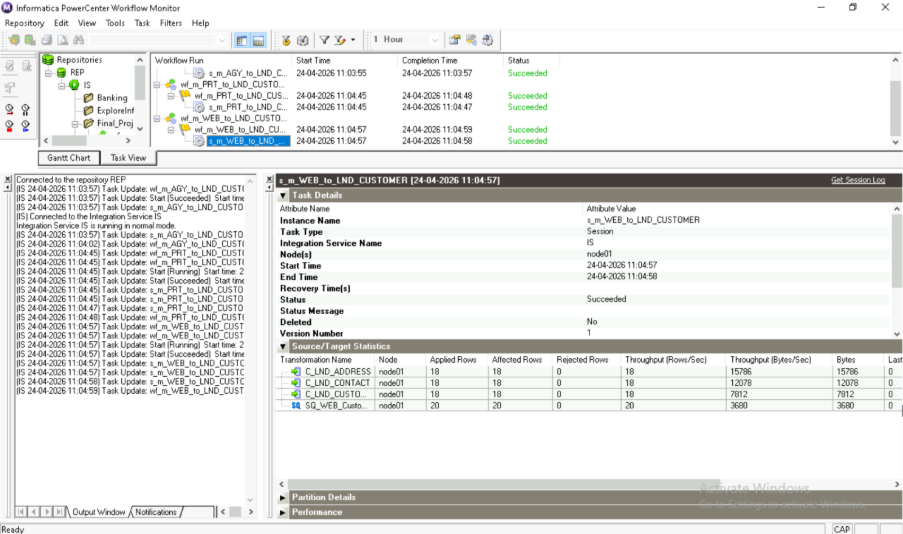 Informatica PowerCenter Workflow Monitor
Repository Edit View Tools Task Filters Help
1 Hour
Repositories
REP
IS
Banking
ExploreInf
Final_Proj
Workflow Run Start Time Completion Time Status
s_m_AGY_to_LND_C... 24-04-2026 11:03:55 24-04-2026 11:03:57 Succeeded
wf_m_PRT_to_LND_CUSTO...
wf_m_PRT_to_LND_CUS... 24-04-2026 11:04:45 24-04-2026 11:04:48 Succeeded
s_m_PRT_to_LND_C... 24-04-2026 11:04:45 24-04-2026 11:04:47 Succeeded
wf_m_WEB_to_LND_CUSTO...
wf_m_WEB_to_LND_CU... 24-04-2026 11:04:57 24-04-2026 11:04:59 Succeeded
s_m_WEB_to_LND_... 24-04-2026 11:04:57 24-04-2026 11:04:58 Succeeded
Gantt Chart Task View
Connected to the repository REP
(IS 24-04-2026 11:03:57) Task Update: wf_m_AGY_to_LND_CUST(
(IS 24-04-2026 11:03:57) Task Update: Start (Succeeded) Start time
(IS 24-04-2026 11:03:57) Task Update: s_m_AGY_to_LND_CUSTO
(IS) Connected to the Integration Service IS
Integration Service IS is running in normal mode.
(IS 24-04-2026 11:03:57) Task Update: s_m_AGY_to_LND_CUSTO
(IS 24-04-2026 11:04:02) Task Update: wf_m_AGY_to_LND_CUST(
(IS 24-04-2026 11:04:45) Task Update: wf_m_PRT_to_LND_CUST(
(IS 24-04-2026 11:04:45) Task Update: wf_m_PRT_to_LND_CUST(
(IS 24-04-2026 11:04:45) Task Update: Start (Running) Start time: 2
(IS 24-04-2026 11:04:45) Task Update: Start (Succeeded) Start time
(IS 24-04-2026 11:04:45) Task Update: s_m_PRT_to_LND_CUSTO
(IS 24-04-2026 11:04:45) Task Update: s_m_PRT_to_LND_CUSTO
(IS 24-04-2026 11:04:47) Task Update: s_m_PRT_to_LND_CUSTO
(IS 24-04-2026 11:04:48) Task Update: wf_m_PRT_to_LND_CUST(
(IS 24-04-2026 11:04:57) Task Update: wf_m_WEB_to_LND_CUST
(IS 24-04-2026 11:04:57) Task Update: wf_m_WEB_to_LND_CUST
(IS 24-04-2026 11:04:57) Task Update: Start (Running) Start time: 2
(IS 24-04-2026 11:04:57) Task Update: Start (Succeeded) Start time
(IS 24-04-2026 11:04:57) Task Update: s_m_WEB_to_LND_CUSTC
(IS 24-04-2026 11:04:57) Task Update: s_m_WEB_to_LND_CUSTC
(IS 24-04-2026 11:04:58) Task Update: s_m_WEB_to_LND_CUSTC
(IS 24-04-2026 11:04:59) Task Update: wf_m_WEB_to_LND_CUST
Output Window Notifications
s_m_WEB_to_LND_CUSTOMER [24-04-2026 11:04:57] Get Session Log
Task Details
Attribute Name Attribute Value
Instance Name s_m_WEB_to_LND_CUSTOMER
Task Type Session
Integration Service Name IS
Node(s) node01
Start Time 24-04-2026 11:04:57
End Time 24-04-2026 11:04:58
Recovery Time(s)
Status Succeeded
Status Message
Deleted No
Version Number 1
Source/Target Statistics
Transformation Name Node Applied Rows Affected Rows Rejected Rows Throughput (Rows/Sec) Throughput (Bytes/Sec) Bytes Last
C_LND_ADDRESS node01 18 18 0 18 15786 15786 0
C_LND_CONTACT node01 18 18 0 18 12078 12078 0
C_LND_CUSTO... node01 18 18 0 18 7812 7812 0
SQ_WEB_Custo... node01 20 20 0 20 3680 3680 0
Activate Windows
Go to Settings to activate Windows.
Partition Details
Performance
Ready CAP